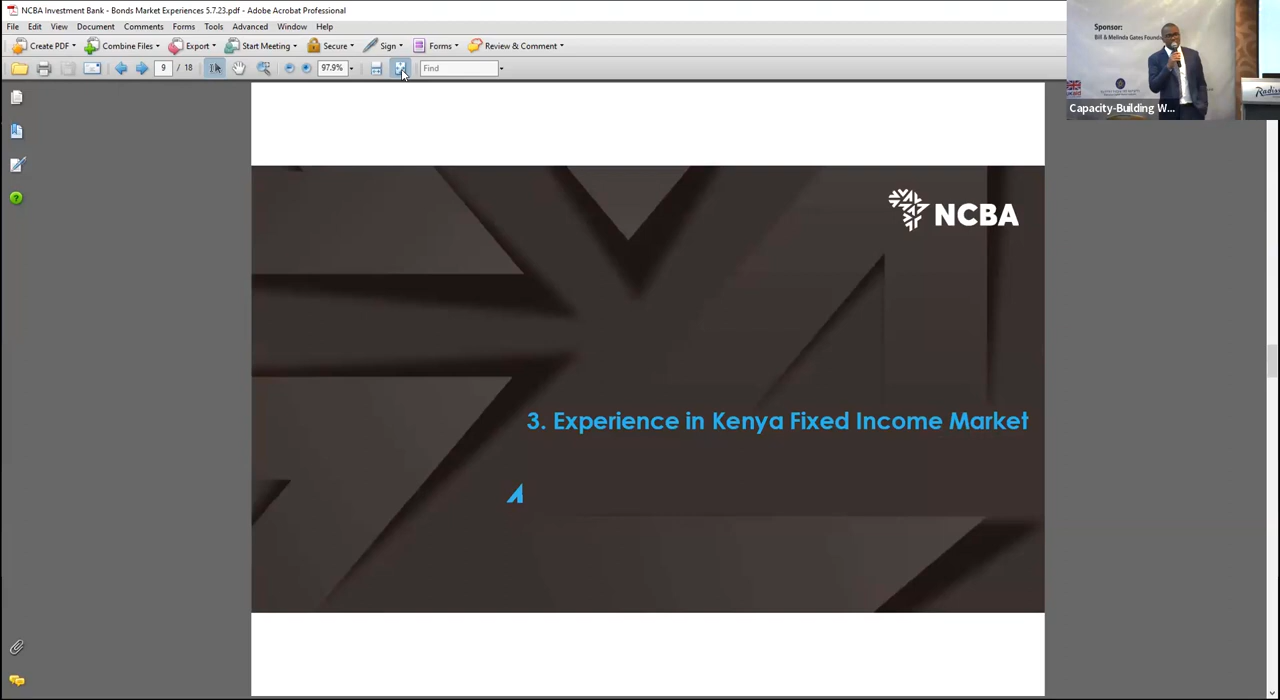 NCBA Investment Bank - Bonds Market Experiences 5.7.23.pdf - Adobe Acrobat Professional
File Edit View Document Comments Forms Tools Advanced Window Help
Create PDF Combine Files Export Start Meeting Secure Sign Forms Review & Comment
9 / 18 97.9% Find
Sponsor:
Bill & Melinda Gates Founda
Capacity-Building W...
NCBA
3. Experience in Kenya Fixed Income Market